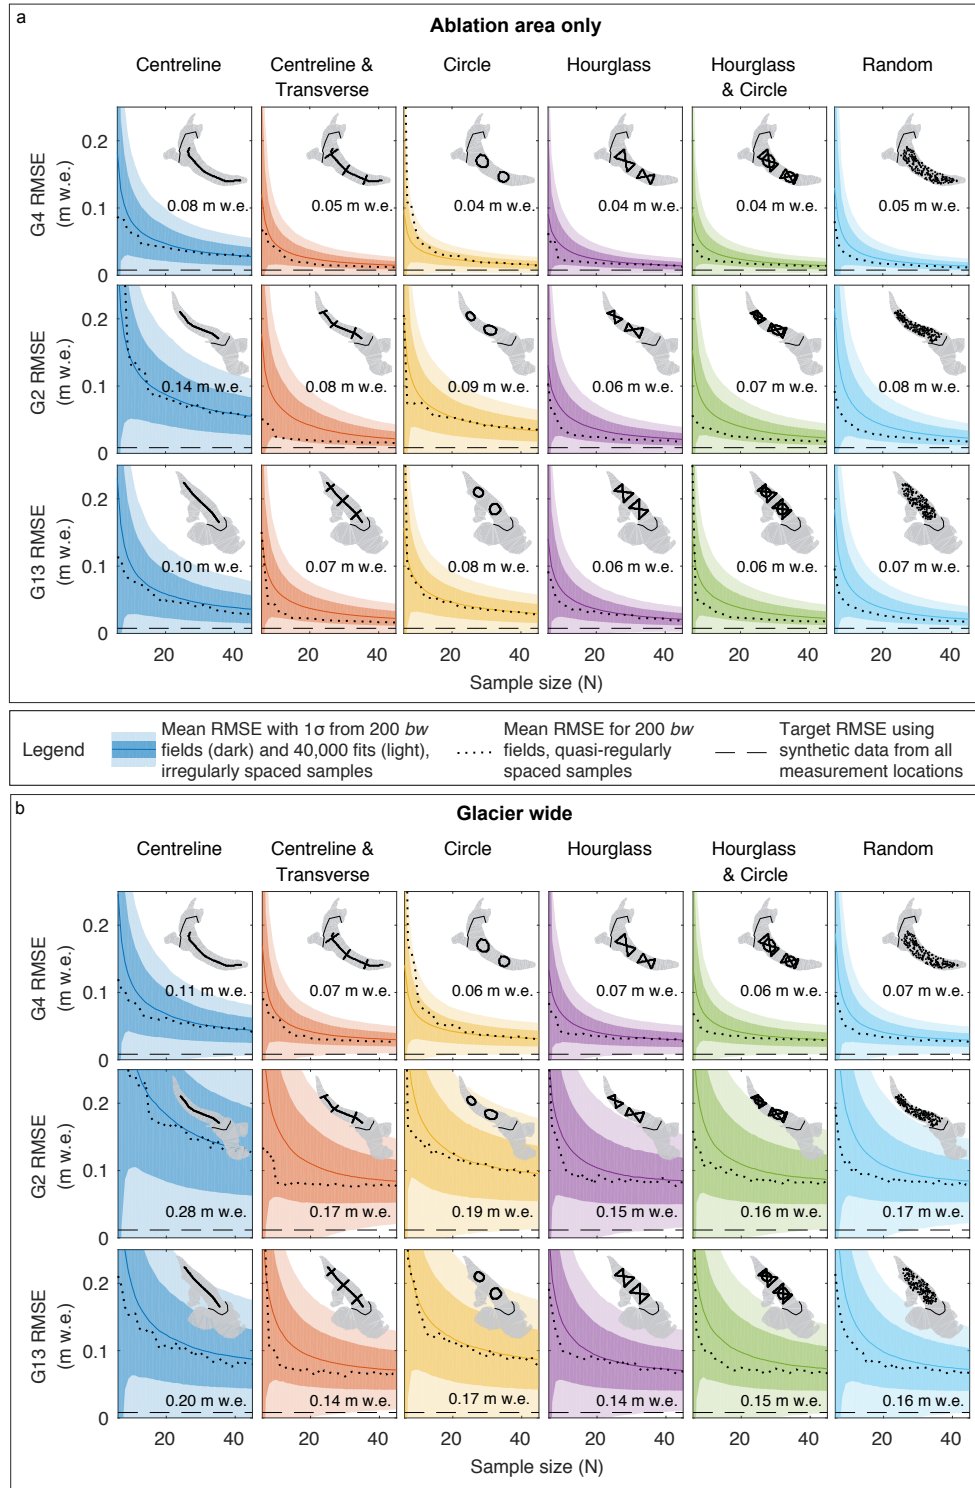 a
Ablation area only
Centreline
Centreline &
Transverse
Circle
Hourglass
Hourglass
& Circle
Random
G4 RMSE
(m w.e.)
0.2
0.1
0
0.08 m w.e.
0.05 m w.e.
0.04 m w.e.
0.04 m w.e.
0.04 m w.e.
0.05 m w.e.
G2 RMSE
(m w.e.)
0.2
0.1
0
0.14 m w.e.
0.08 m w.e.
0.09 m w.e.
0.06 m w.e.
0.07 m w.e.
0.08 m w.e.
G13 RMSE
(m w.e.)
0.2
0.1
0
0.10 m w.e.
0.07 m w.e.
0.08 m w.e.
0.06 m w.e.
0.06 m w.e.
0.07 m w.e.
20 40 20 40 20 40 20 40 20 40 20 40
Sample size (N)
Legend
Mean RMSE with 1σ from 200 bw
fields (dark) and 40,000 fits (light),
irregularly spaced samples
Mean RMSE for 200 bw
fields, quasi-regularly
spaced samples
Target RMSE using
synthetic data from all
measurement locations
b
Glacier wide
Centreline
Centreline &
Transverse
Circle
Hourglass
Hourglass
& Circle
Random
G4 RMSE
(m w.e.)
0.2
0.1
0
0.11 m w.e.
0.07 m w.e.
0.06 m w.e.
0.07 m w.e.
0.06 m w.e.
0.07 m w.e.
G2 RMSE
(m w.e.)
0.2
0.1
0
0.28 m w.e.
0.17 m w.e.
0.19 m w.e.
0.15 m w.e.
0.16 m w.e.
0.17 m w.e.
G13 RMSE
(m w.e.)
0.2
0.1
0
0.20 m w.e.
0.14 m w.e.
0.17 m w.e.
0.14 m w.e.
0.15 m w.e.
0.16 m w.e.
20 40 20 40 20 40 20 40 20 40 20 40
Sample size (N)